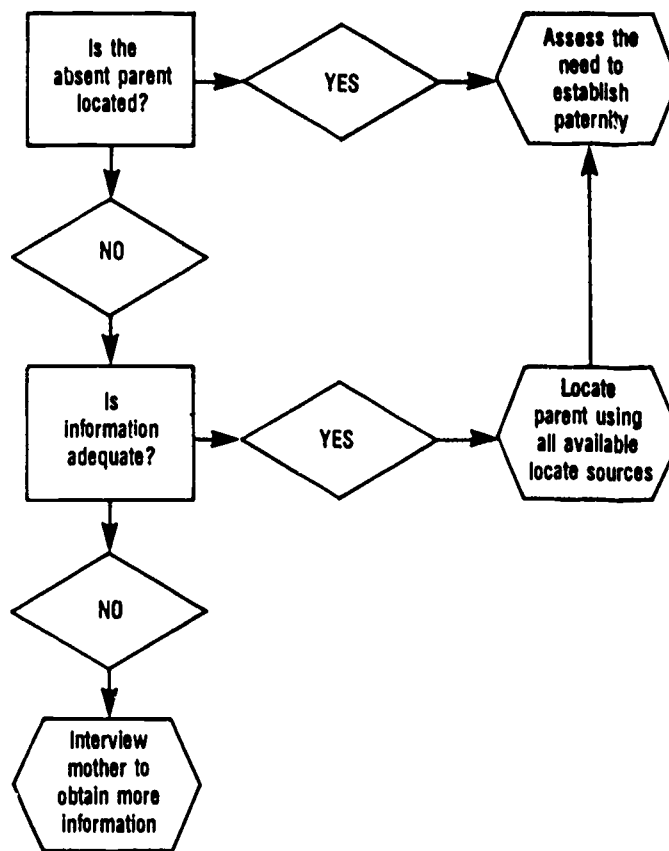 Is the
absent parent
located?
YES
Assess the
need to
establish
paternity
NO
Is
information
adequate?
YES
Locate
parent using
all available
locate sources
NO
Interview
mother to
obtain more
information